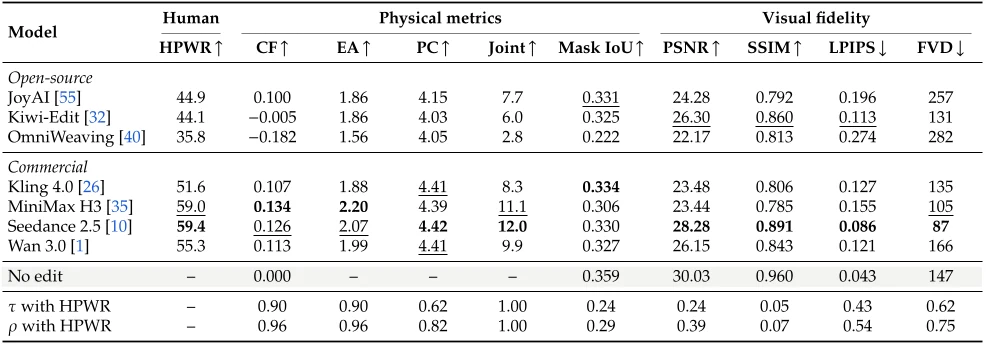 Model Human Physical metrics Visual fidelity
HPWR↑ CF↑ EA↑ PC↑ Joint↑ Mask IoU↑ PSNR↑ SSIM↑ LPIPS↓ FVD↓
Open-source
JoyAI [55] 44.9 0.100 1.86 4.15 7.7 0.331 24.28 0.792 0.196 257
Kiwi-Edit [32] 44.1 −0.005 1.86 4.03 6.0 0.325 26.30 0.860 0.113 131
OmniWeaving [40] 35.8 −0.182 1.56 4.05 2.8 0.222 22.17 0.813 0.274 282
Commercial
Kling 4.0 [26] 51.6 0.107 1.88 4.41 8.3 0.334 23.48 0.806 0.127 135
MiniMax H3 [35] 59.0 0.134 2.20 4.39 11.1 0.306 23.44 0.785 0.155 105
Seedance 2.5 [10] 59.4 0.126 2.07 4.42 12.0 0.330 28.28 0.891 0.086 87
Wan 3.0 [1] 55.3 0.113 1.99 4.41 9.9 0.327 26.15 0.843 0.121 166
No edit – 0.000 – – – 0.359 30.03 0.960 0.043 147
τ with HPWR – 0.90 0.90 0.62 1.00 0.24 0.24 0.05 0.43 0.62
ρ with HPWR – 0.96 0.96 0.82 1.00 0.29 0.39 0.07 0.54 0.75